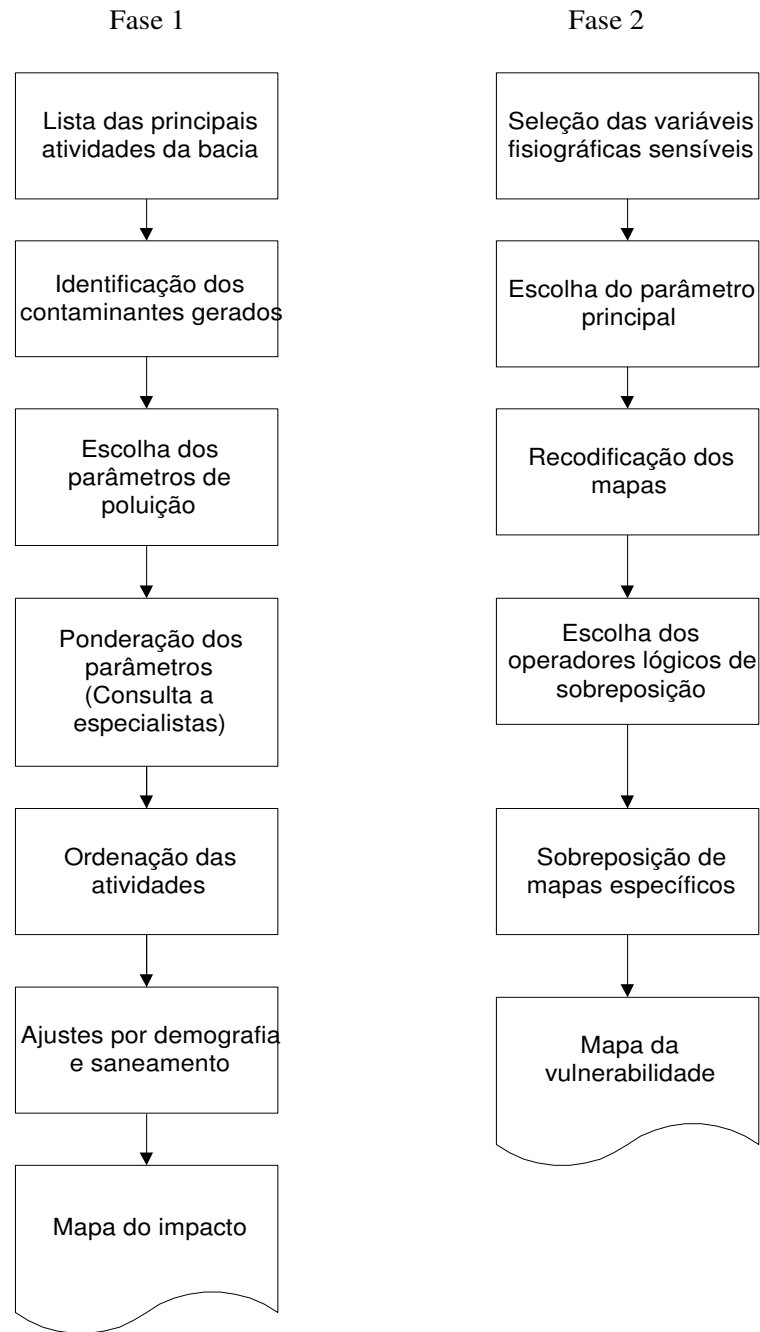 Fase 1
Lista das principais
atividades da bacia
Identificação dos
contaminantes gerados
Escolha dos
parâmetros de
poluição
Ponderação dos
parâmetros
(Consulta a
especialistas)
Ordenação das
atividades
Ajustes por demografia
e saneamento
Mapa do impacto
Fase 2
Seleção das variáveis
fisiográficas sensíveis
Escolha do parâmetro
principal
Recodificação dos
mapas
Escolha dos
operadores lógicos de
sobreposição
Sobreposição de
mapas específicos
Mapa da
vulnerabilidade